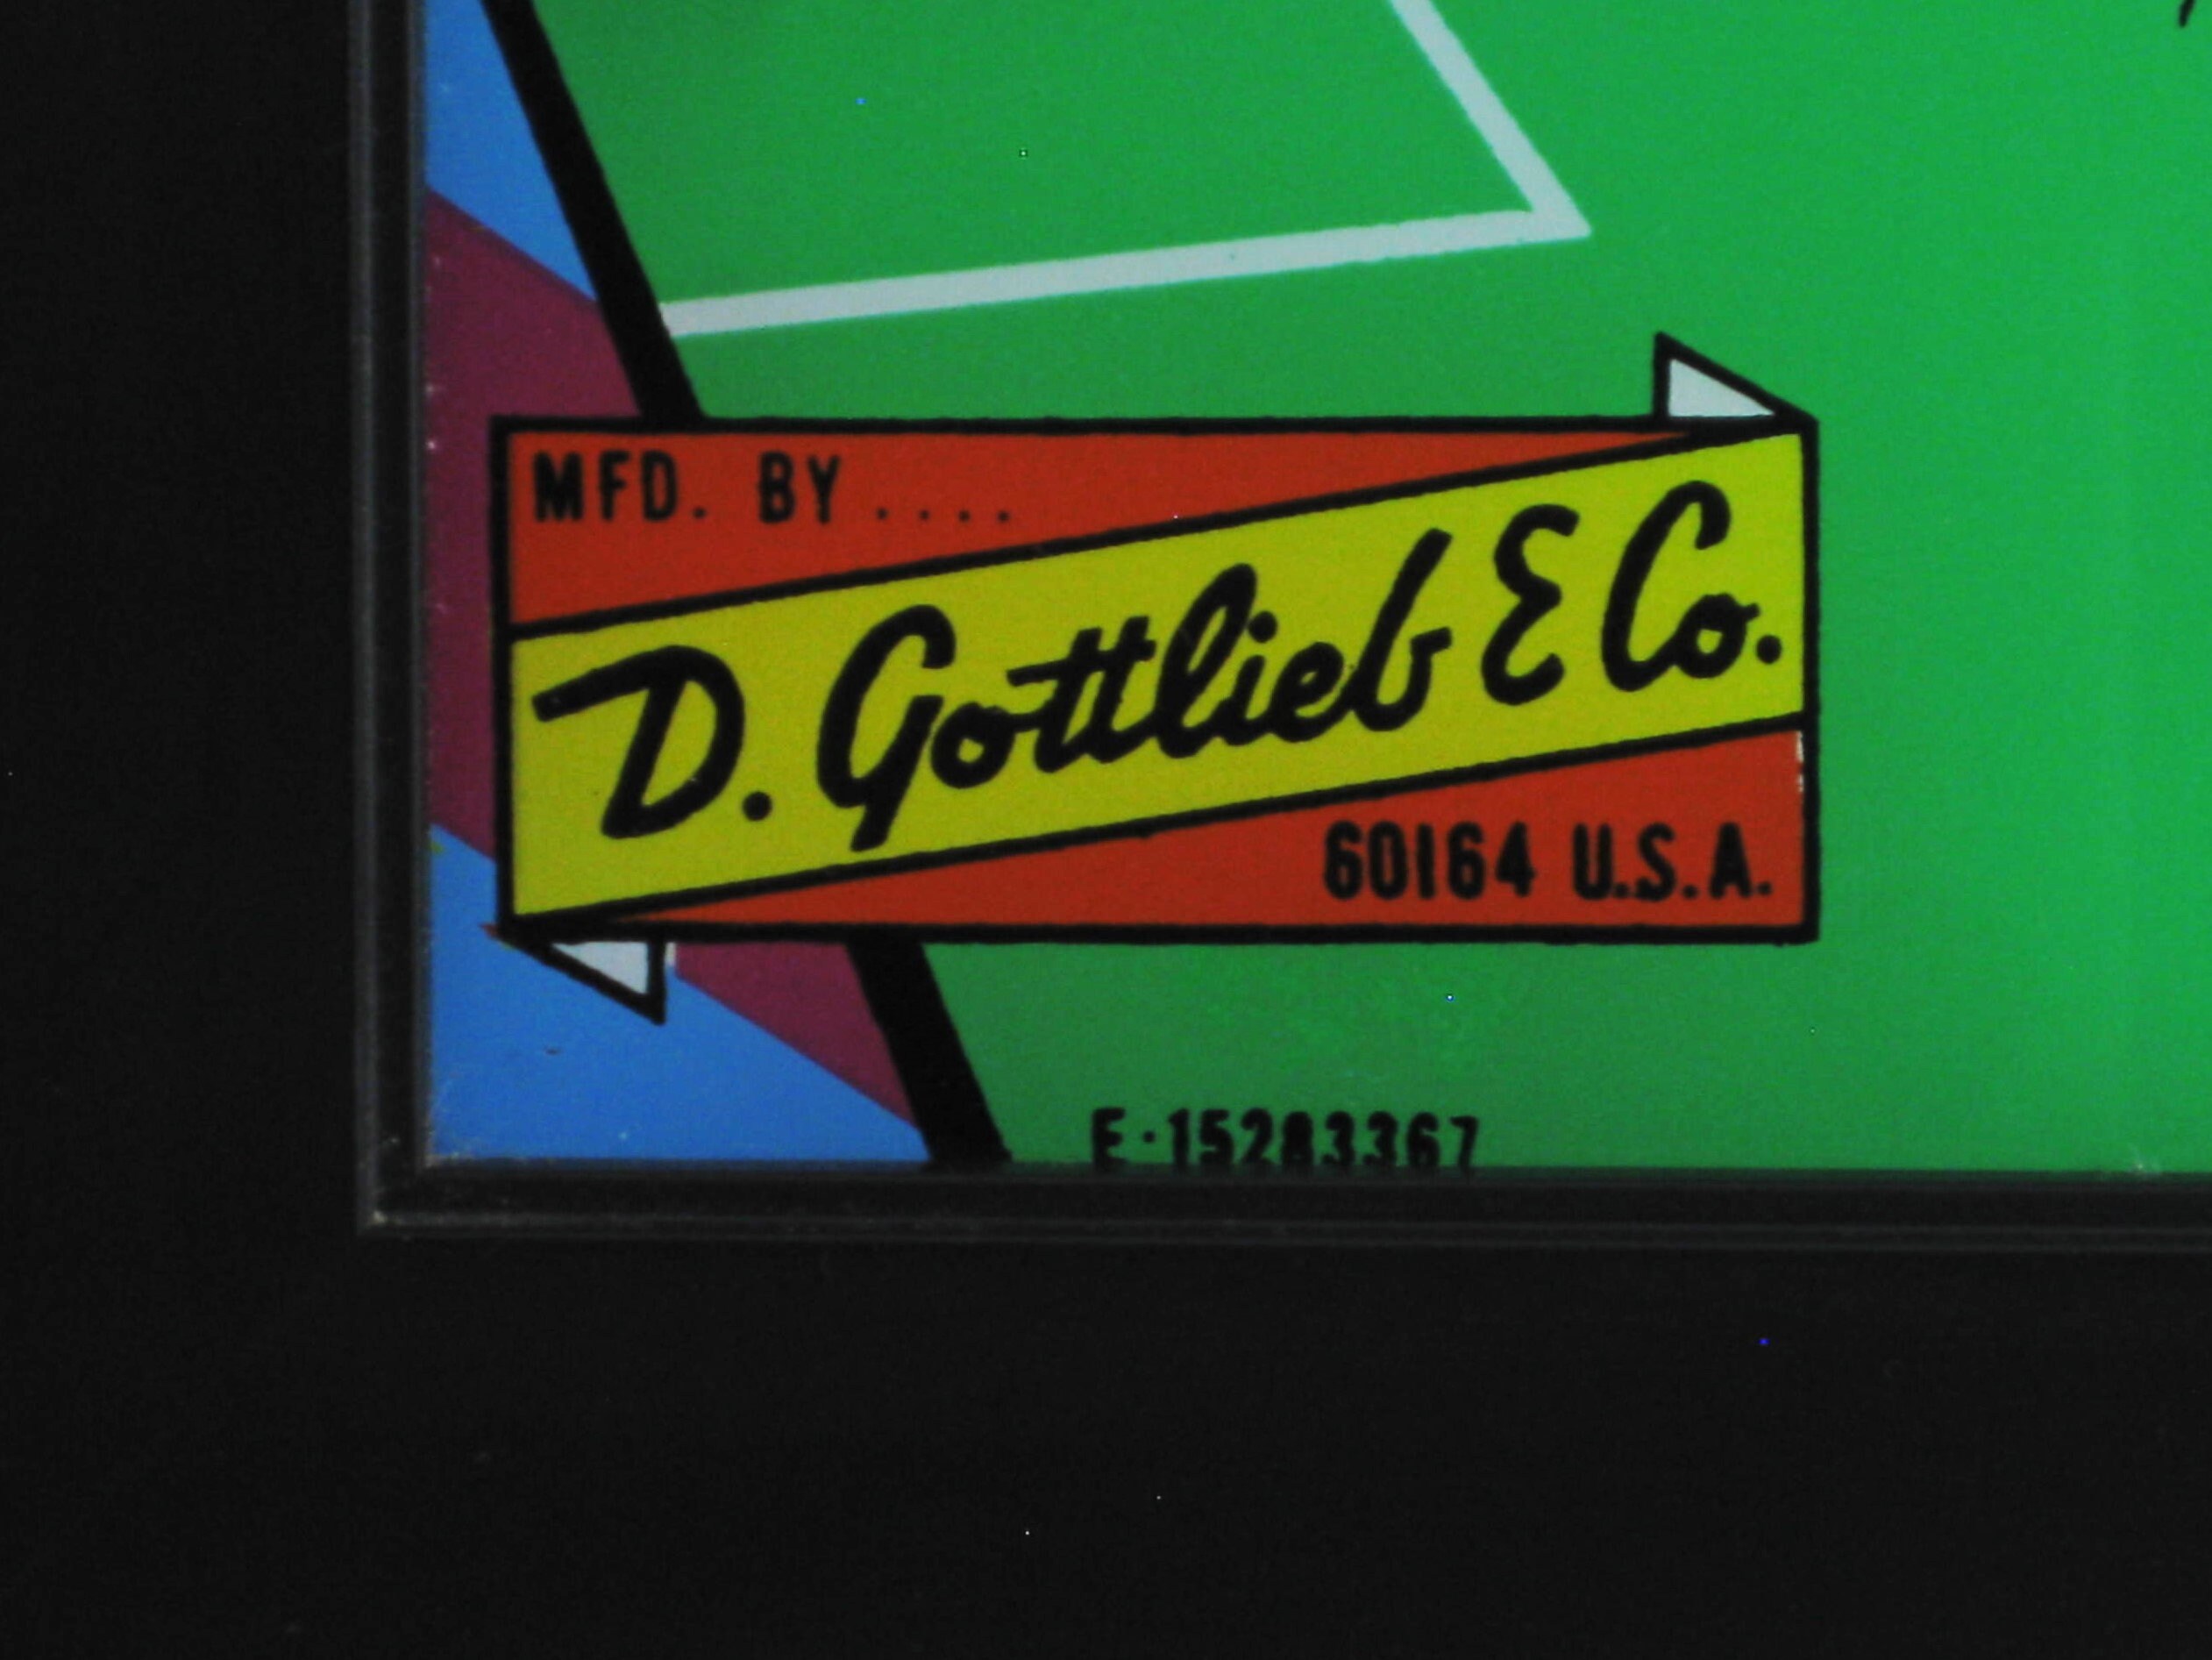 MFD. BY ....
D. Gottlieb & Co.
60164 U.S.A.
E-15283367